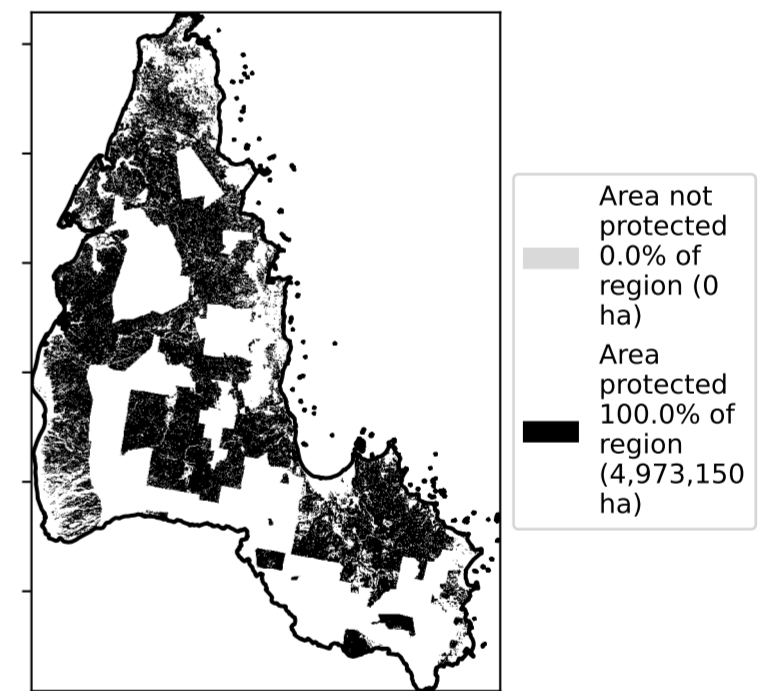 Area not
protected
0.0% of
region (0
ha)
Area
protected
100.0% of
region
(4,973,150
ha)